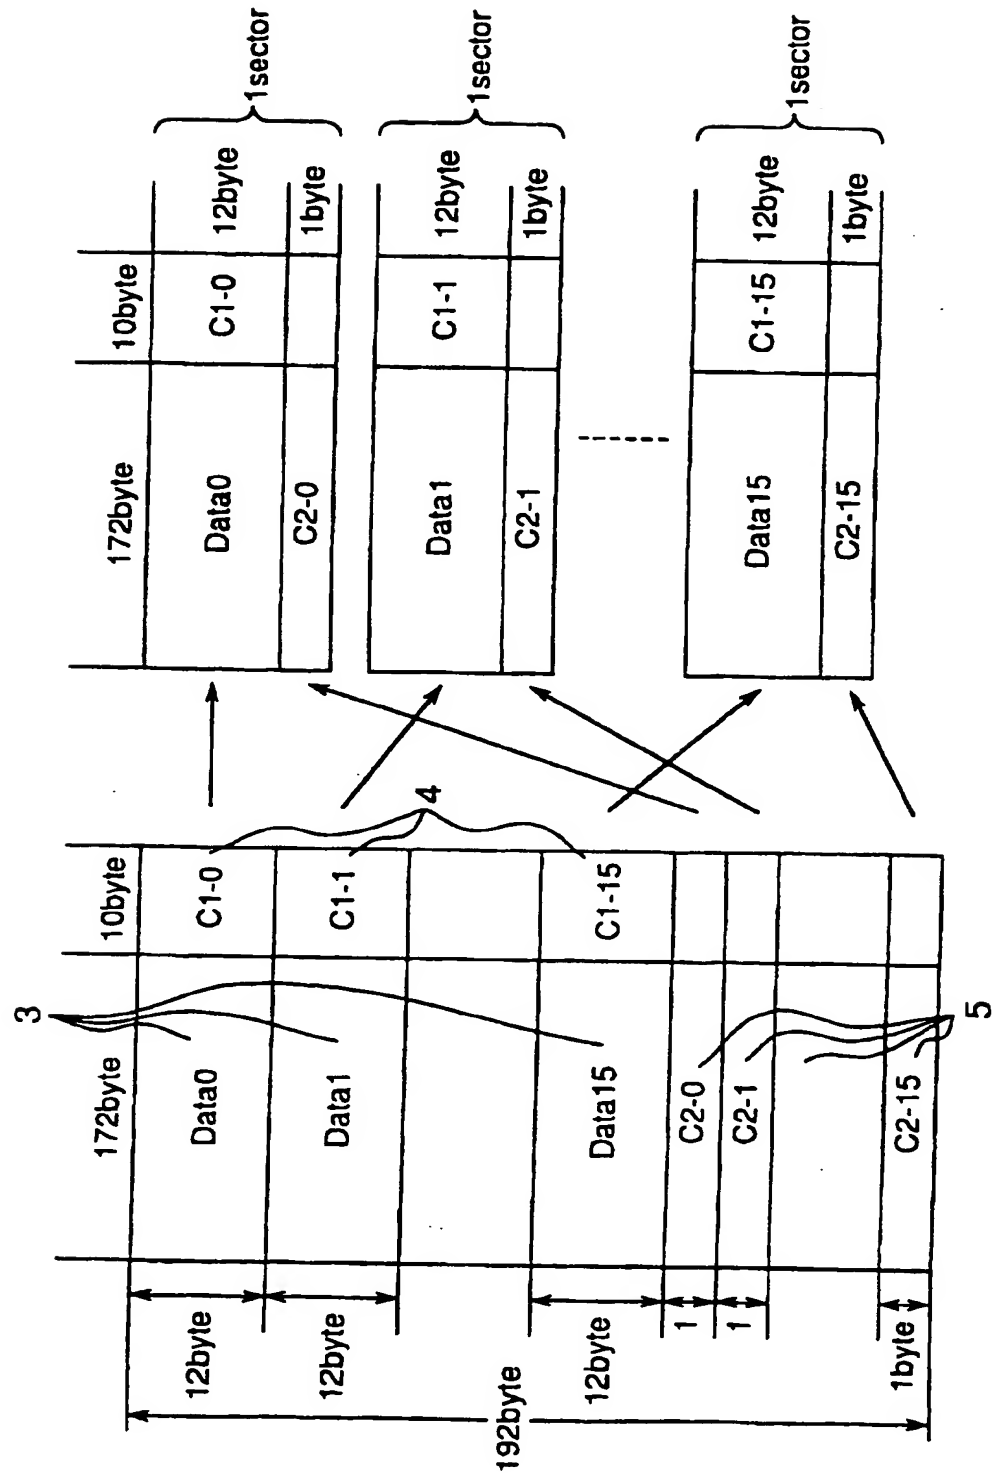 172byte
10byte
Data0
C1-0
12byte
C2-0
1byte
1sector
Data1
C1-1
12byte
C2-1
1byte
1sector
Data15
C1-15
12byte
C2-15
1byte
1sector
3
172byte
10byte
12byte
Data0
C1-0
12byte
Data1
C1-1
4
192byte
12byte
Data15
C1-15
1
C2-0
1
C2-1
1byte
C2-15
5